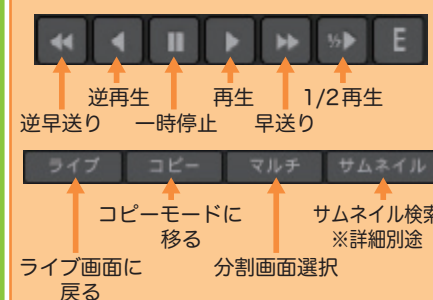 ½ E
逆再生 再生 1/2再生
逆早送り 一時停止 早送り
ライブ コピー マルチ サムネイル
コピーモードに サムネイル検索
移る ※詳細別途
ライブ画面に 分割画面選択
戻る